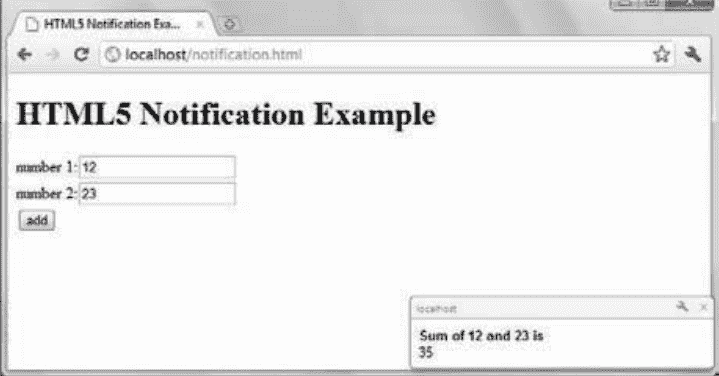 HTML5 Notification Exa...
localhost/notification.html
HTML5 Notification Example
number 1: 12
number 2: 23
add
localhost
Sum of 12 and 23 is
35